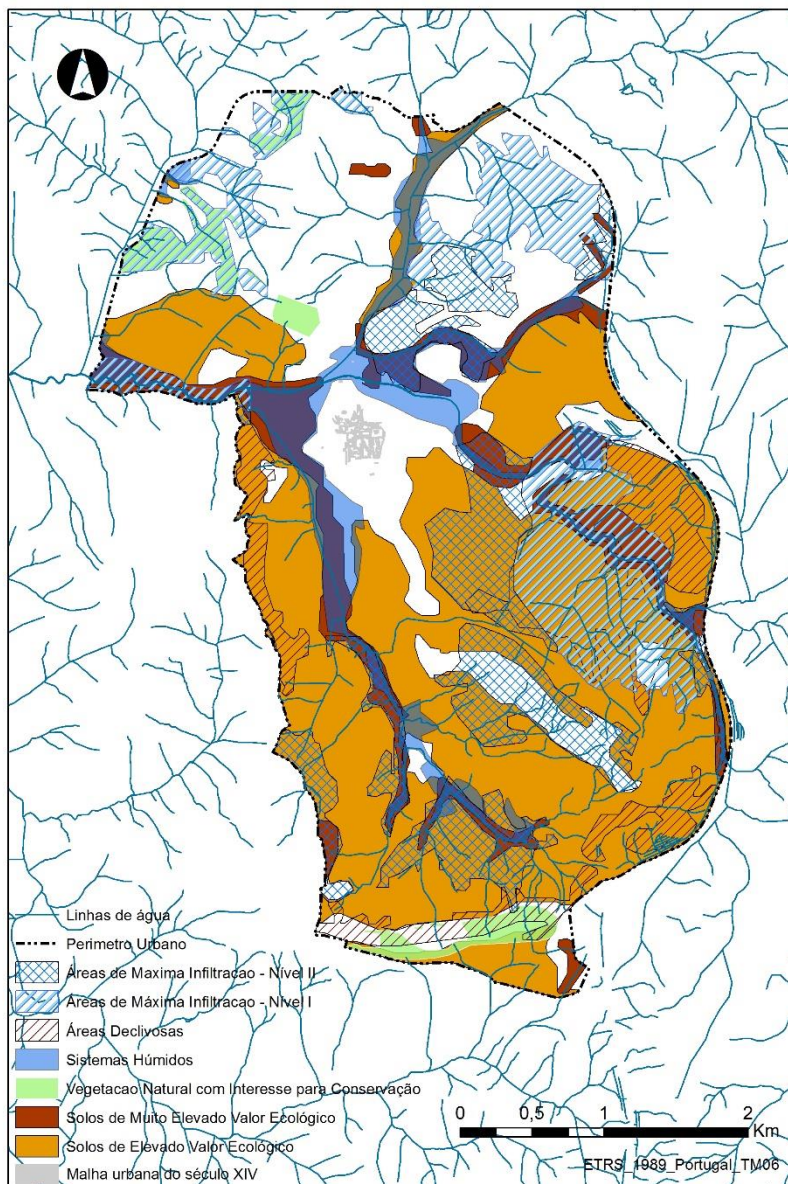 Linhas de água
Perimetro Urbano
Áreas de Maxima Infiltracao - Nível II
Áreas de Máxima Infiltracao - Nível I
Áreas Declivosas
Sistemas Húmidos
Vegetacao Natural com Interesse para Conservação
Solos de Muito Elevado Valor Ecológico
Solos de Elevado Valor Ecológico
Malha urbana do século XIV
0 0,5 1 2
Km
ETRS_1989_Portugal_TM06